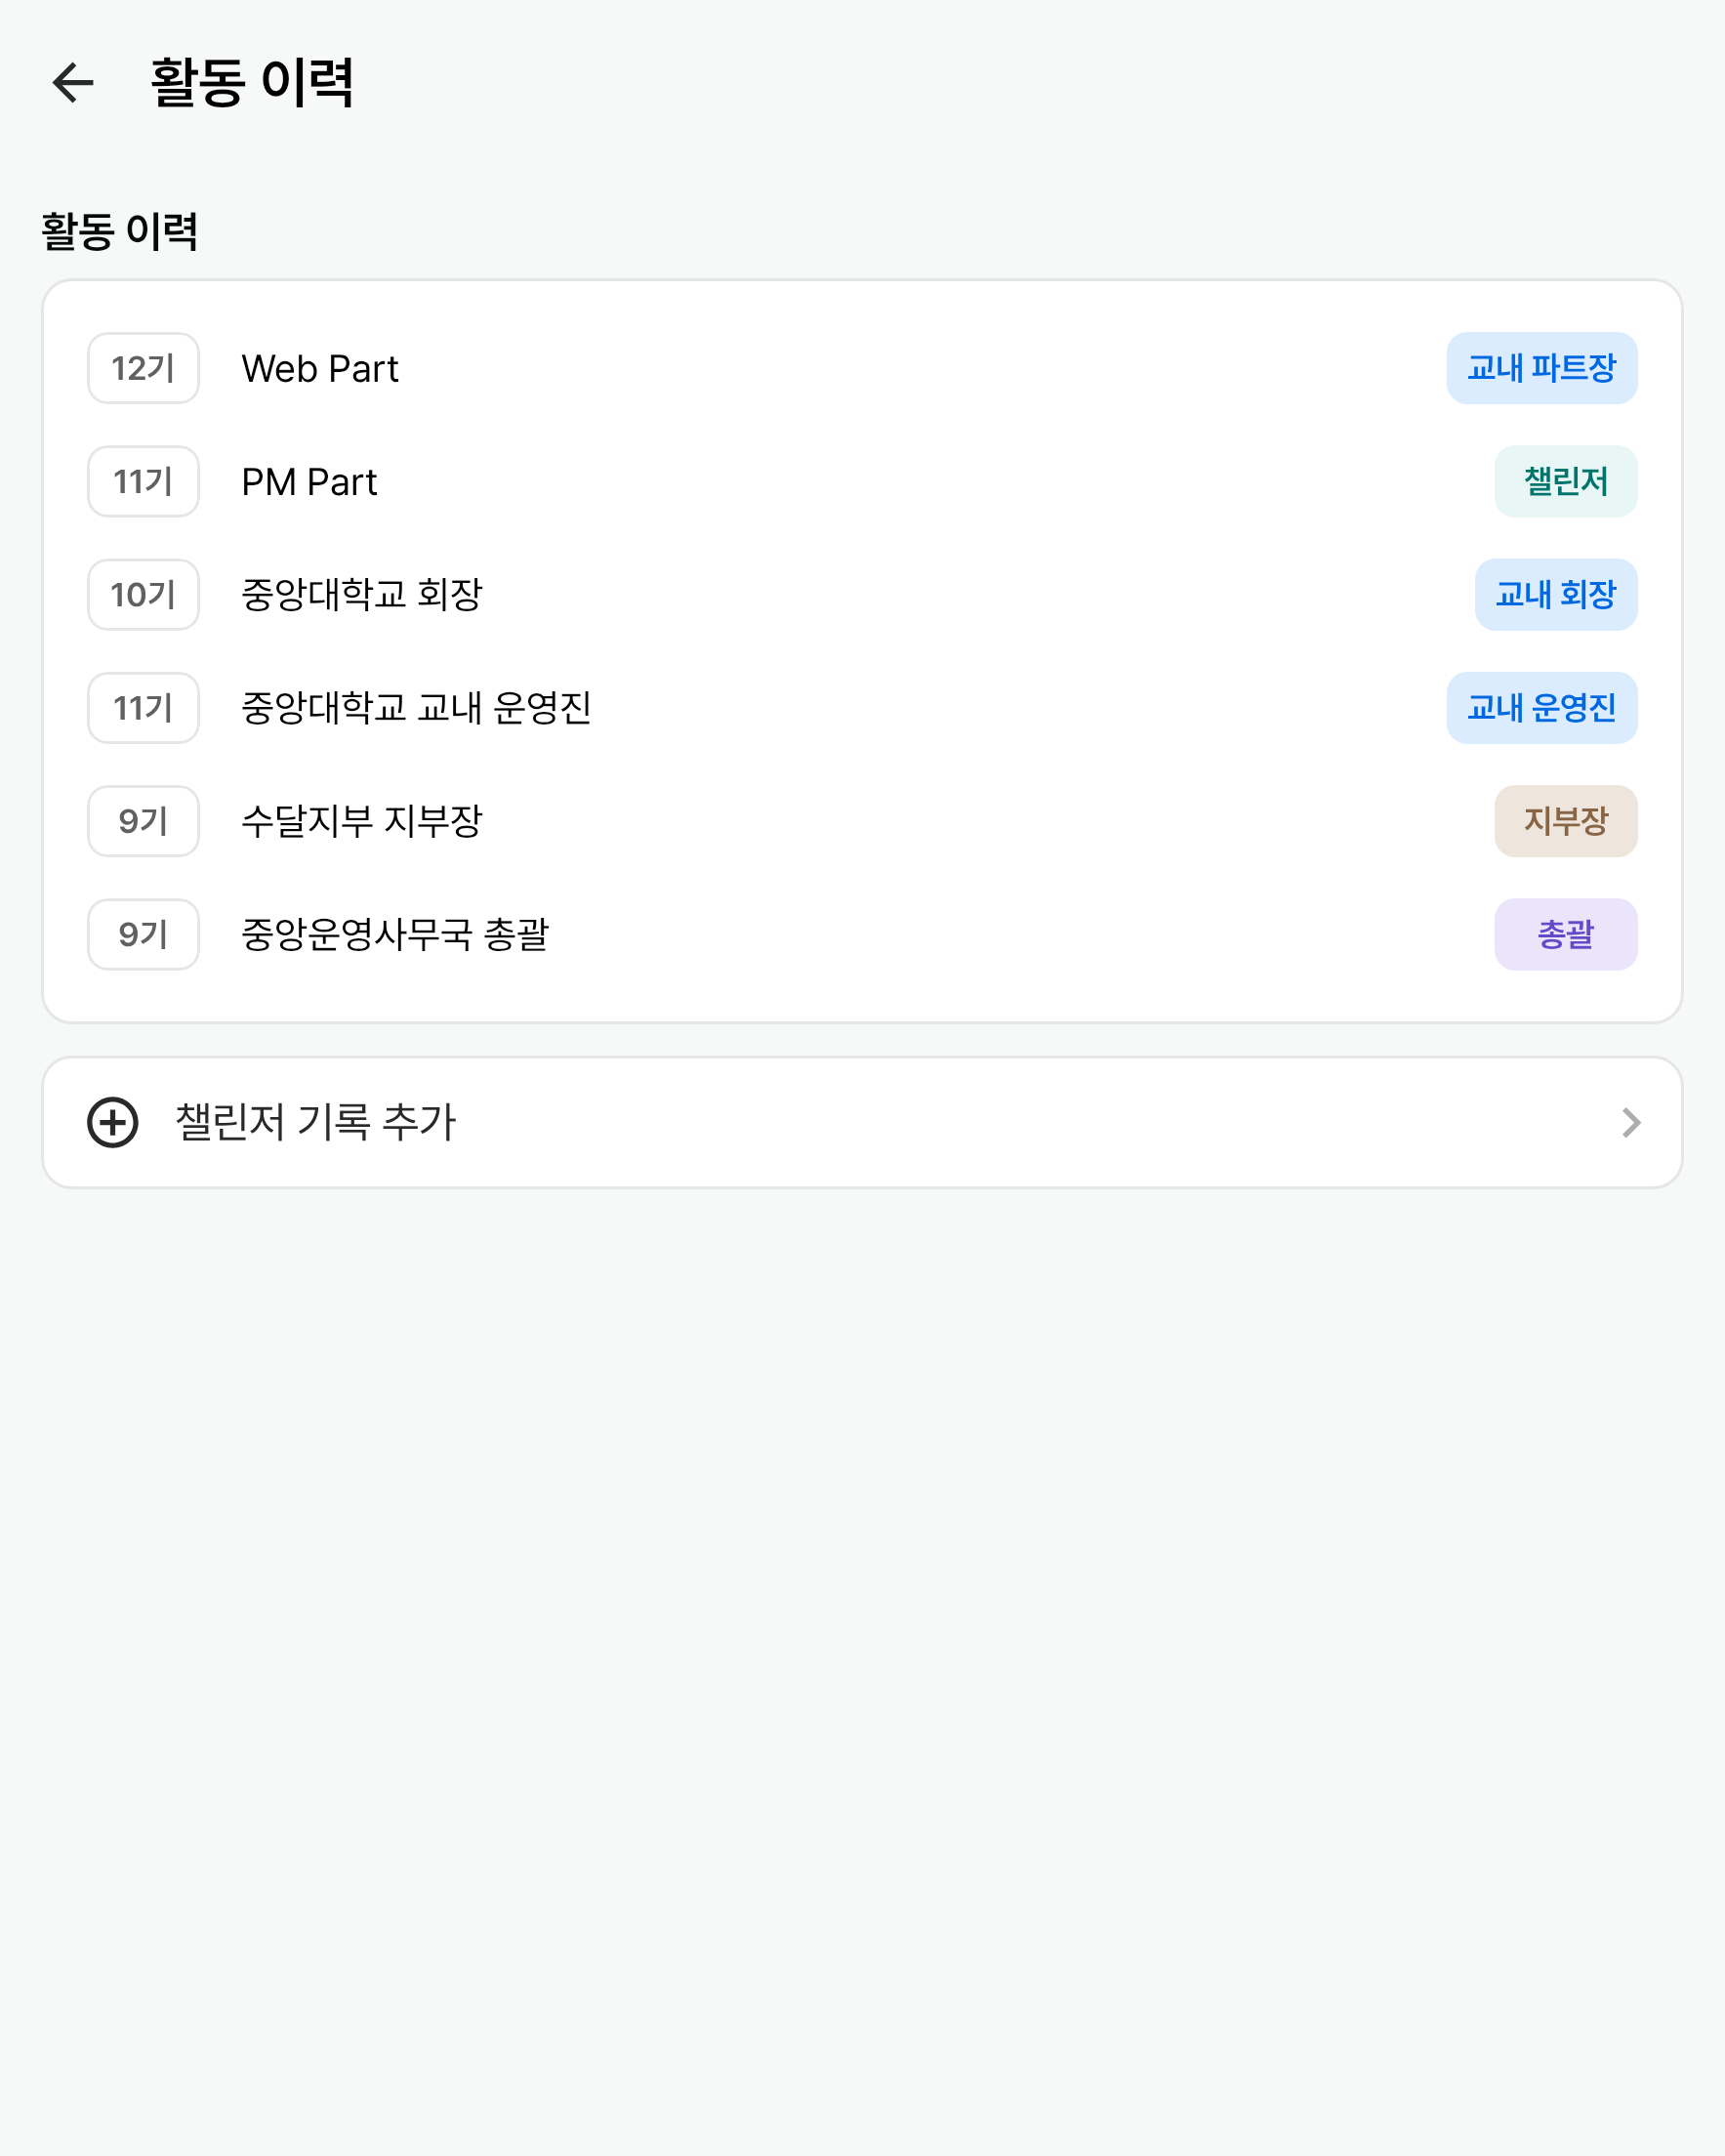 활동 이력
활동 이력
12기 Web Part 교내 파트장
11기 PM Part 챌린저
10기 중앙대학교 회장 교내 회장
11기 중앙대학교 교내 운영진 교내 운영진
9기 수달지부 지부장 지부장
9기 중앙운영사무국 총괄 총괄
챌린저 기록 추가